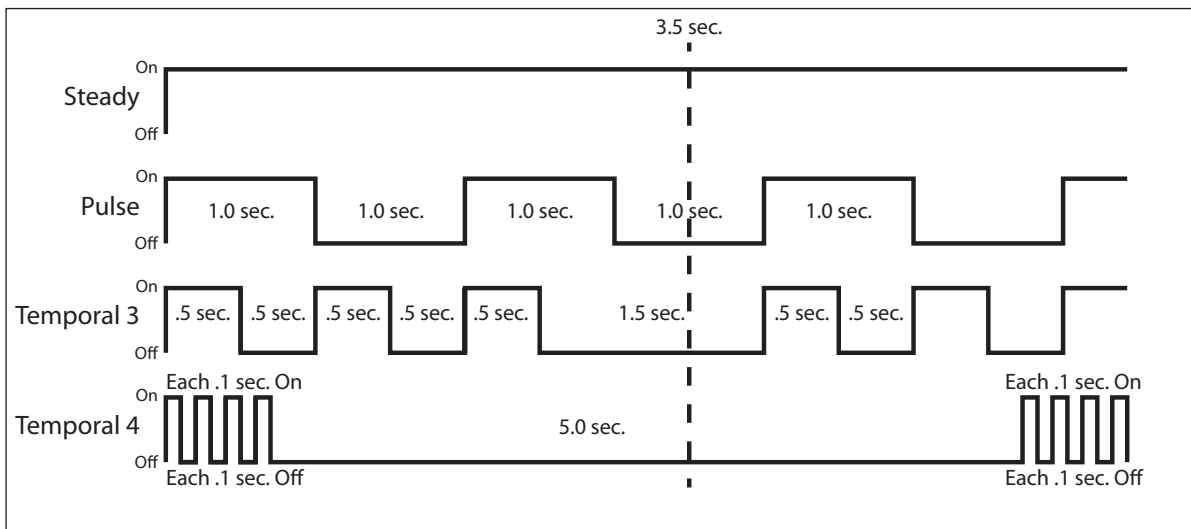 3.5 sec.
On
Steady
Off
On
Pulse
1.0 sec. 1.0 sec. 1.0 sec. 1.0 sec. 1.0 sec.
Off
On
Temporal 3
.5 sec. .5 sec. .5 sec. .5 sec. .5 sec. 1.5 sec. .5 sec. .5 sec.
Off
Each .1 sec. On Each .1 sec. On
On
Temporal 4
5.0 sec.
Off
Each .1 sec. Off Each .1 sec. Off